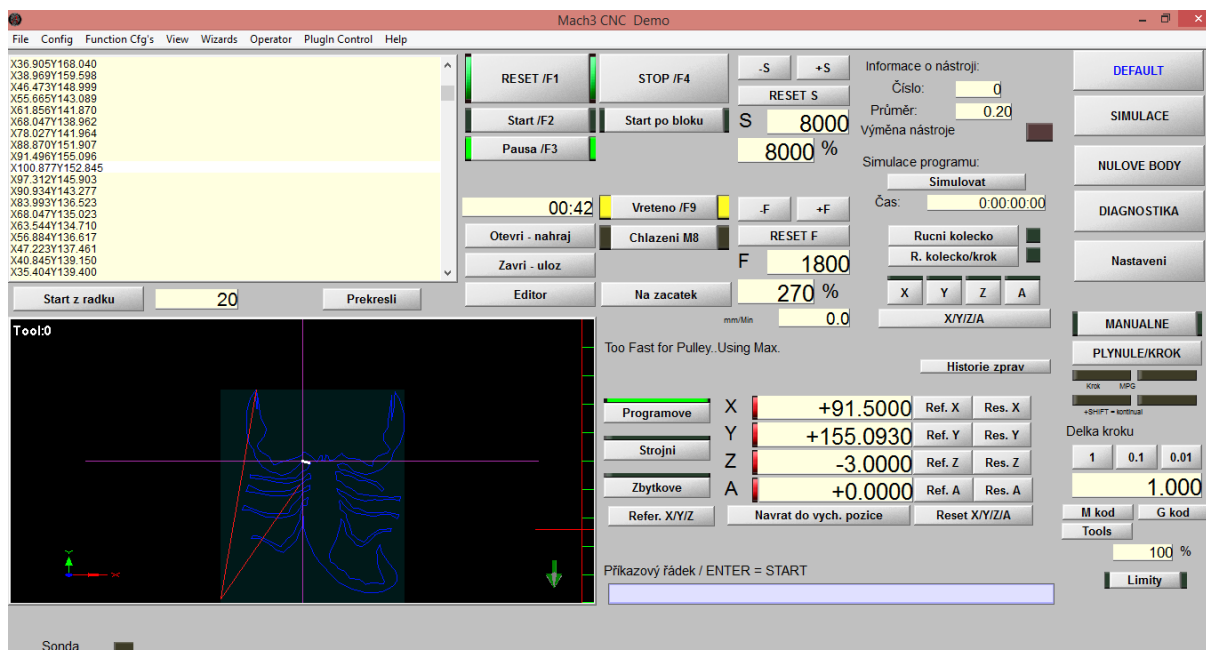 Mach3 CNC Demo
File Config Function Cfg's View Wizards Operator PlugIn Control Help
X36.905Y168.040
X38.969Y159.598
X46.473Y148.999
X55.665Y143.089
X61.856Y141.870
X68.047Y138.962
X78.027Y141.964
X88.870Y151.907
X91.496Y155.096
X100.877Y152.845
X97.312Y145.903
X90.934Y143.277
X83.993Y136.523
X68.047Y135.023
X63.544Y134.710
X56.884Y136.617
X47.223Y137.461
X40.845Y139.150
X35.404Y139.400
Start z radku 20 Prekresli
RESET /F1 STOP /F4
Start /F2 Start po bloku
Pausa /F3
00:42 Vreteno /F9
Otevri - nahraj Chlazeni M8
Zavri - uloz
Editor Na zacatek
-S +S
RESET S
S 8000
8000 %
-F +F
RESET F
F 1800
270 %
mm/Min 0.0
Informace o nástroji:
Číslo: 0
Průměr: 0.20
Výměna nástroje
Simulace programu:
Simulovat
Čas: 0:00:00:00
Rucni kolecko
R. kolecko/krok
X Y Z A
X/Y/Z/A
DEFAULT
SIMULACE
NULOVE BODY
DIAGNOSTIKA
Nastaveni
Tool:0
Too Fast for Pulley..Using Max.
Historie zprav
Programove X +91.5000 Ref. X Res. X
Y +155.0930 Ref. Y Res. Y
Strojni
Z -3.0000 Ref. Z Res. Z
Zbytkove A +0.0000 Ref. A Res. A
Refer. X/Y/Z Navrat do vych. pozice Reset X/Y/Z/A
Příkazový řádek / ENTER = START
MANUALNE
PLYNULE/KROK
Krok MPG
+SHIFT = kontinual
Delka kroku
1 0.1 0.01
1.000
M kod G kod
Tools
100 %
Limity
Sonda